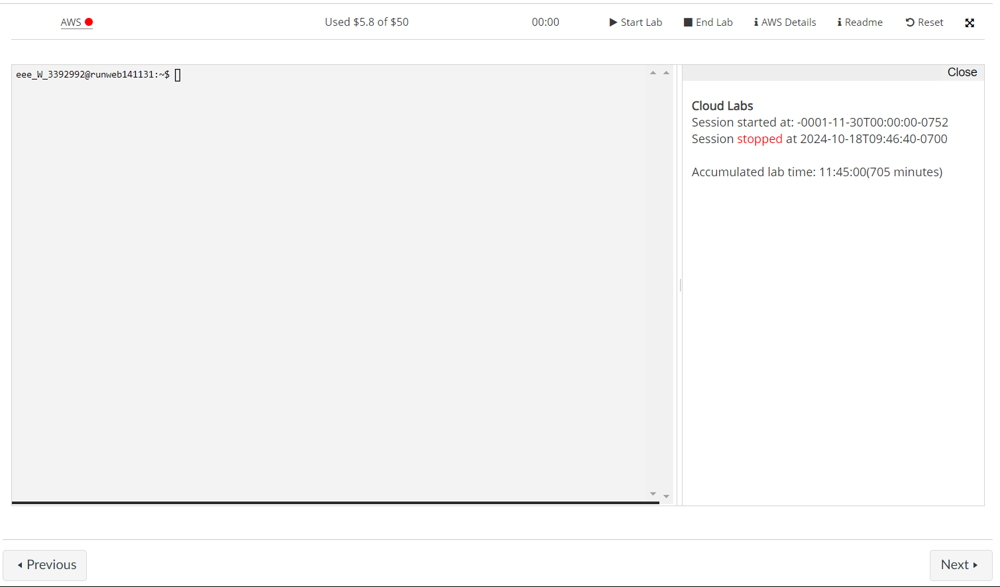 AWS
Used $5.8 of $50
00:00
Start Lab
End Lab
AWS Details
Readme
Reset
eee_W_3392992@runweb141131:~$
Close
Cloud Labs
Session started at: -0001-11-30T00:00:00-0752
Session stopped at 2024-10-18T09:46:40-0700
Accumulated lab time: 11:45:00(705 minutes)
Previous
Next